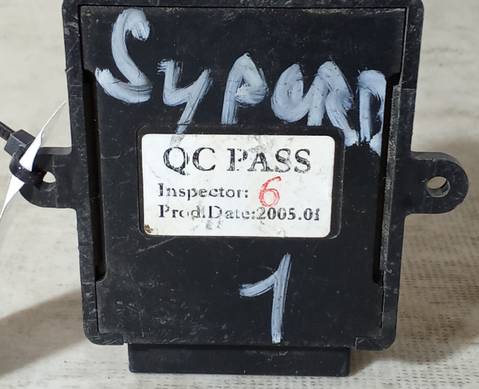 QC PASS
Inspector: 6
Prod.Date:2005.01
1